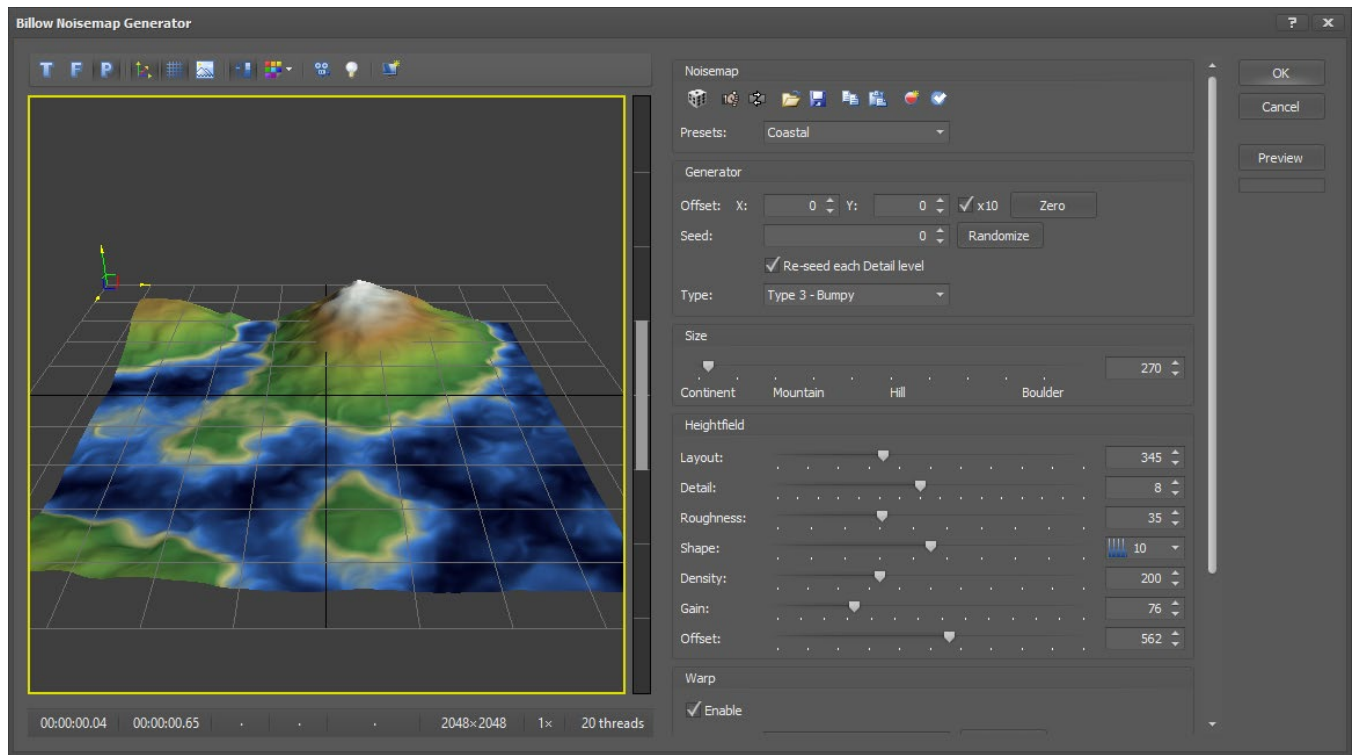 Billow Noisemap Generator
? x
T F P
Noisemap
OK
Cancel
Presets: Coastal
Preview
Generator
Offset: X: 0 Y: 0 x10 Zero
Seed: 0 Randomize
Re-seed each Detail level
Type: Type 3 - Bumpy
Size
270
Continent Mountain Hill Boulder
Heightfield
Layout: 345
Detail: 8
Roughness: 35
Shape: 10
Density: 200
Gain: 76
Offset: 562
Warp
Enable
00:00:00.04 00:00:00.65 · · · 2048×2048 1× 20 threads